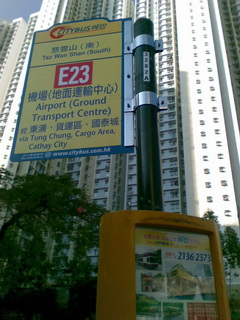 CITYBUS 城巴
慈雲山(南)
Tsz Wan Shan (South)
E23
機場(地面運輸中心)
Airport (Ground
Transport Centre)
經 東涌、貨運區、國泰城
via Tung Chung, Cargo Area,
Cathay City
www.citybus.com.hk
2136 2373